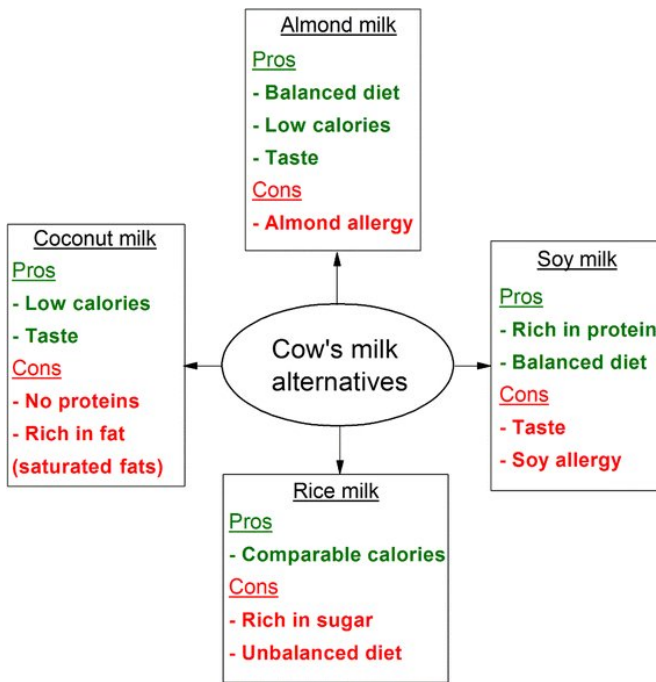 Almond milk
Pros
- Balanced diet
- Low calories
- Taste
Cons
- Almond allergy
Coconut milk
Pros
- Low calories
- Taste
Cons
- No proteins
- Rich in fat
(saturated fats)
Cow's milk
alternatives
Soy milk
Pros
- Rich in protein
- Balanced diet
Cons
- Taste
- Soy allergy
Rice milk
Pros
- Comparable calories
Cons
- Rich in sugar
- Unbalanced diet